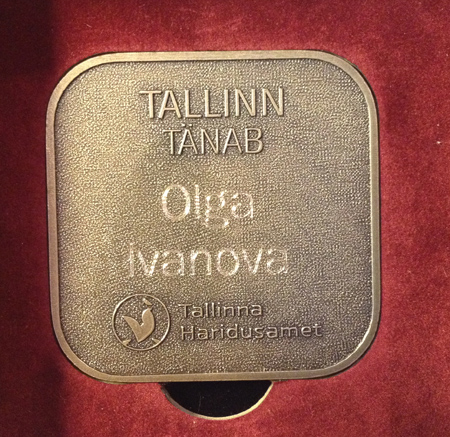 TALLINN
TÄNAB
Olga
ivanova
Tallinna
Haridusamet